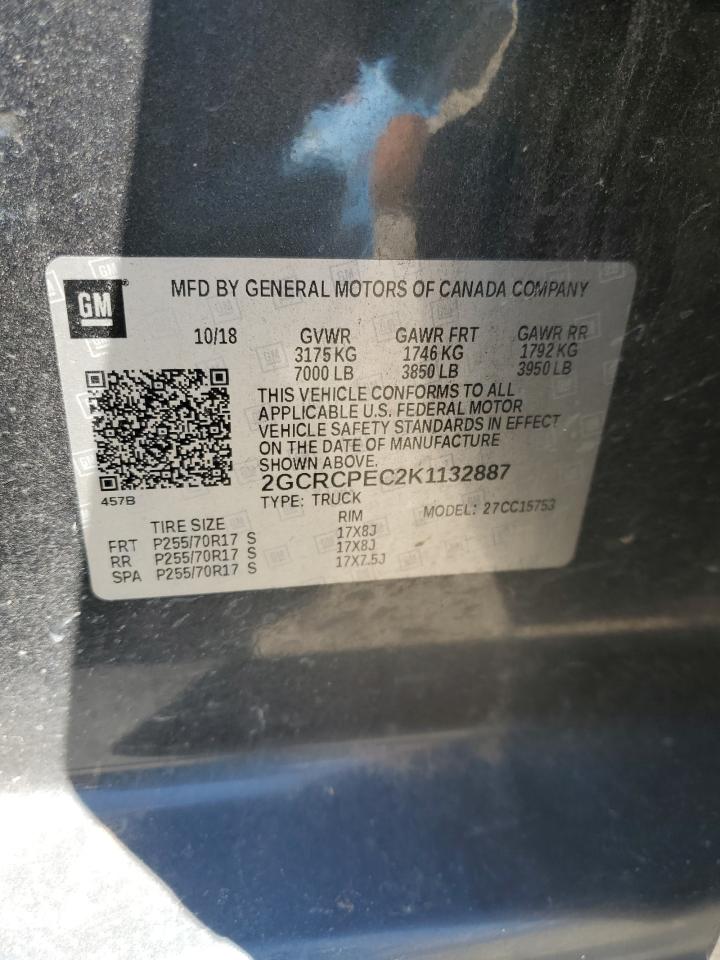 GM
MFD BY GENERAL MOTORS OF CANADA COMPANY
10/18 GVWR GAWR FRT GAWR RR
3175 KG 1746 KG 1792 KG
7000 LB 3850 LB 3950 LB
THIS VEHICLE CONFORMS TO ALL
APPLICABLE U.S. FEDERAL MOTOR
VEHICLE SAFETY STANDARDS IN EFFECT
ON THE DATE OF MANUFACTURE
SHOWN ABOVE.
457B
2GCRCPEC2K1132887
TYPE: TRUCK MODEL: 27CC15753
TIRE SIZE RIM
FRT P255/70R17 S 17X8J
RR P255/70R17 S 17X8J
SPA P255/70R17 S 17X7.5J